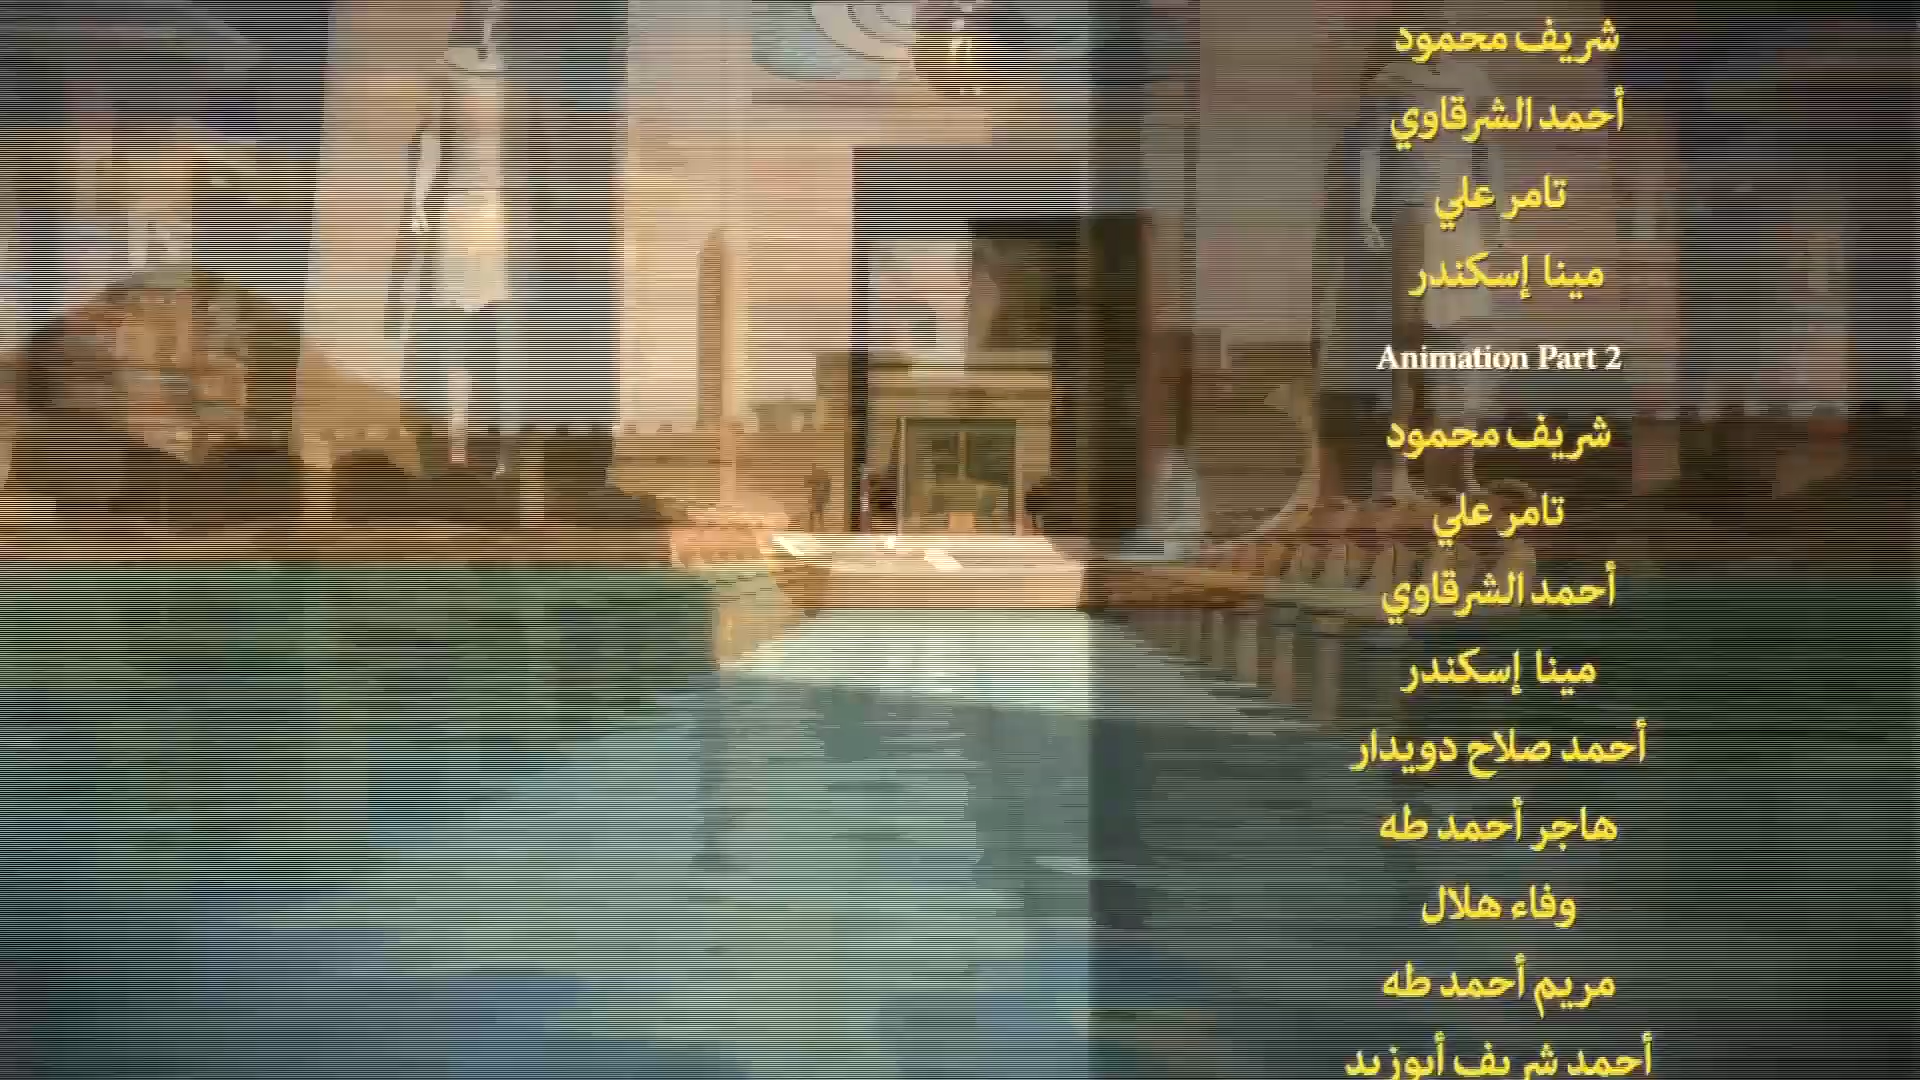 شريف محمود
أحمد الشرقاوي
تامر علي
مينا إسكندر
Animation Part 2
شريف محمود
تامر علي
أحمد الشرقاوي
مينا إسكندر
أحمد صلاح دويدار
هاجر أحمد طه
وفاء هلال
مريم أحمد طه
أحمد شريف أبوزيد